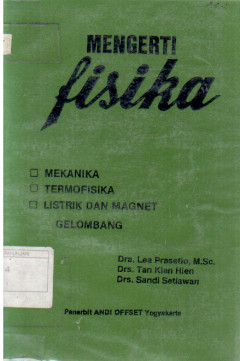 MENGERTI
fisika
MEKANIKA
TERMOFISIKA
LISTRIK DAN MAGNET
GELOMBANG
Dra. Lea Prasetio, M.Sc.
Drs. Tan Kian Hien
Drs. Sandi Setiawan
Penerbit ANDI OFFSET Yogyakarta